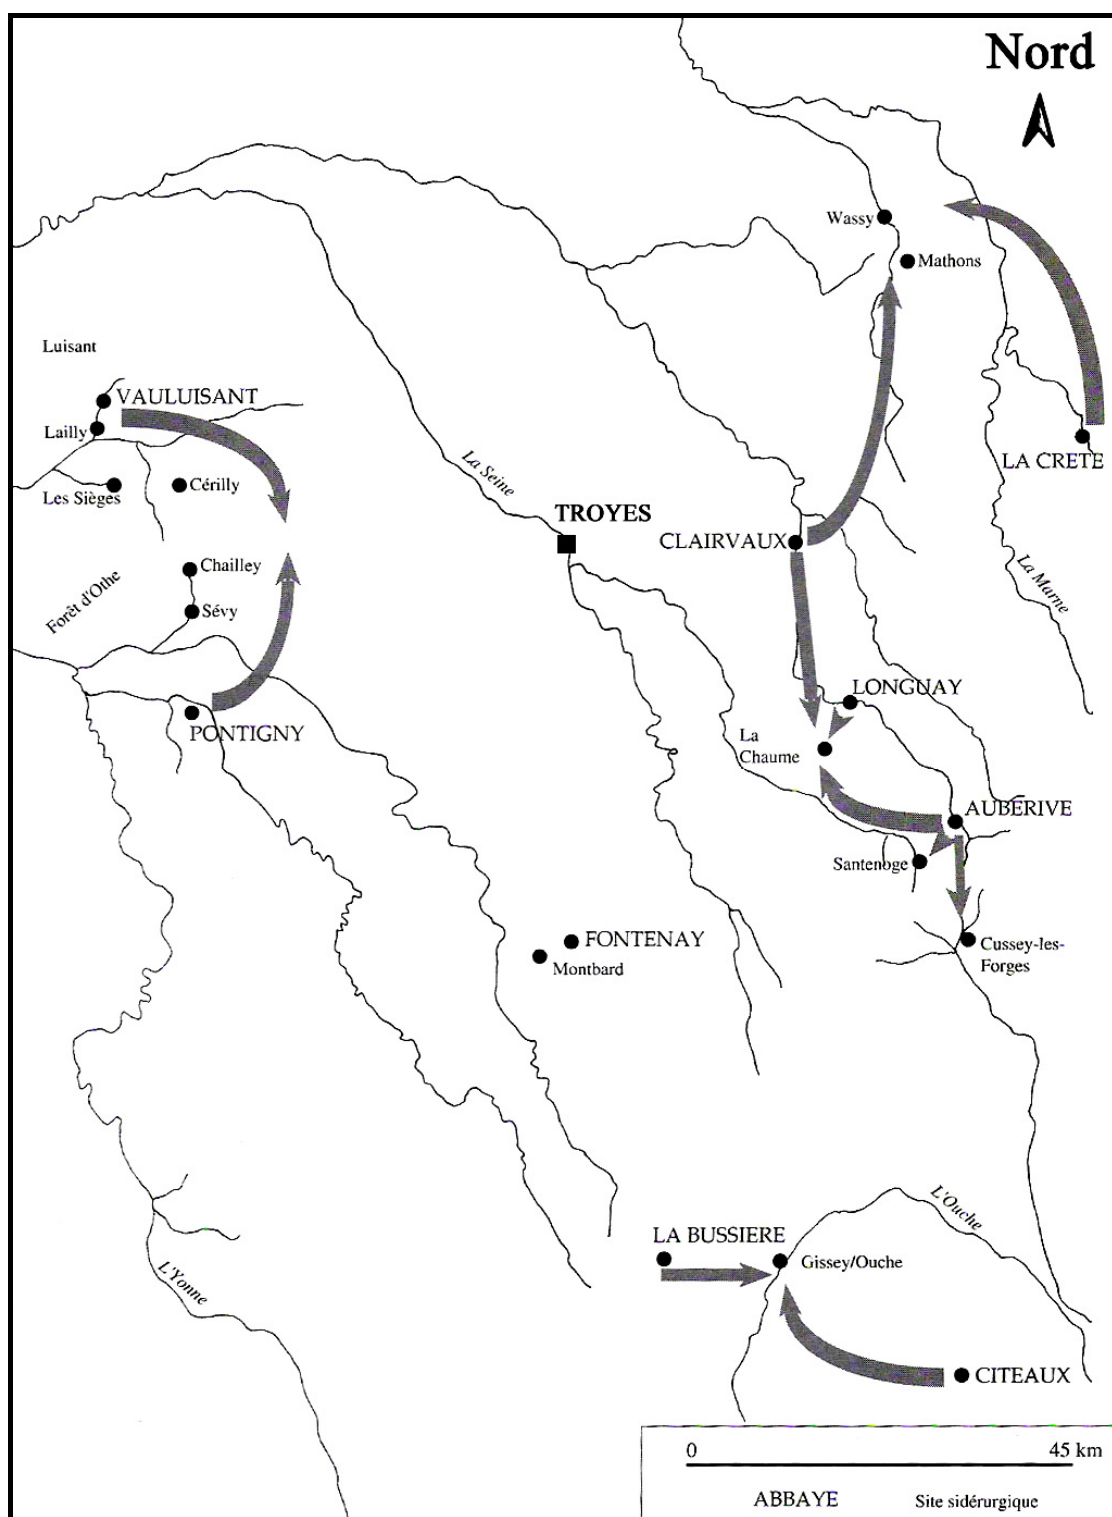 Nord
Wassy
Mathons
Luisant
VAULUISANT
Lailly
LA CRETE
La Seine
Les Sièges
Cérilly
TROYES
CLAIRVAUX
Chailley
La Marne
Forêt d'Othe
Sévy
LONGUAY
PONTIGNY
La
Chaume
AUBERIVE
Santenoge
FONTENAY
Cussey-les-
Forges
Montbard
L'Ouche
LA BUSSIERE
Gissey/Ouche
L'Yonne
CITEAUX
0 45 km
ABBAYE Site sidérurgique